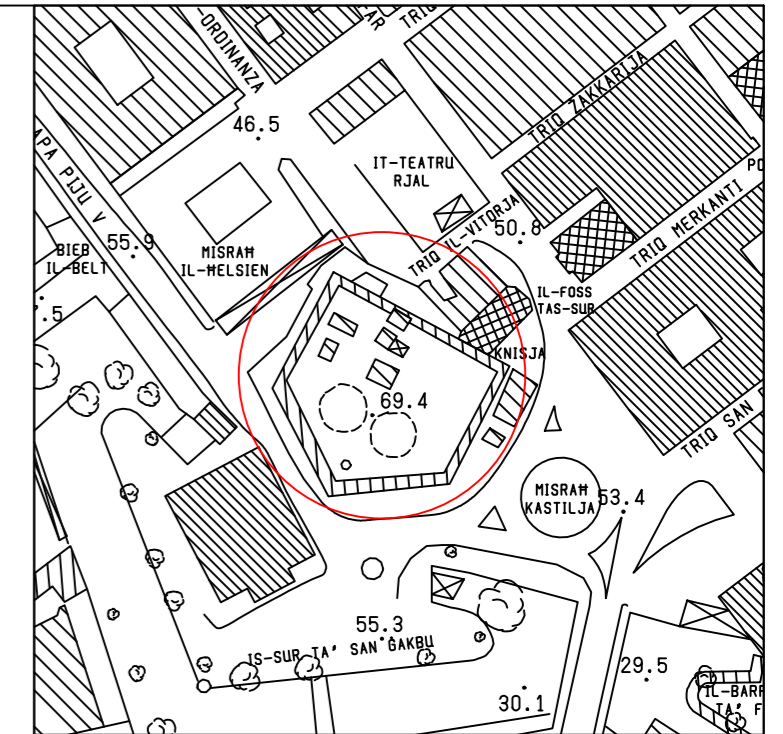 -ORDINANZA
TRIQ
46.5
TRIQ ZAKKARIJA
IT-TEATRU
RJAL
APA PIJU V
TRIQ IL-VITORJA
50.8
TRIQ MERKANTI
BIEB
IL-BELT
55.9
MISRAĦ
IL-ĦELSIEN
.5
IL-FOSS
TAS-SUR
KNISJA
69.4
TRIQ SAN
MISRAĦ
KASTILJA
53.4
55.3
IS-SUR TA' SAN ĠAKBU
29.5
30.1
IL-BARR
TA' F